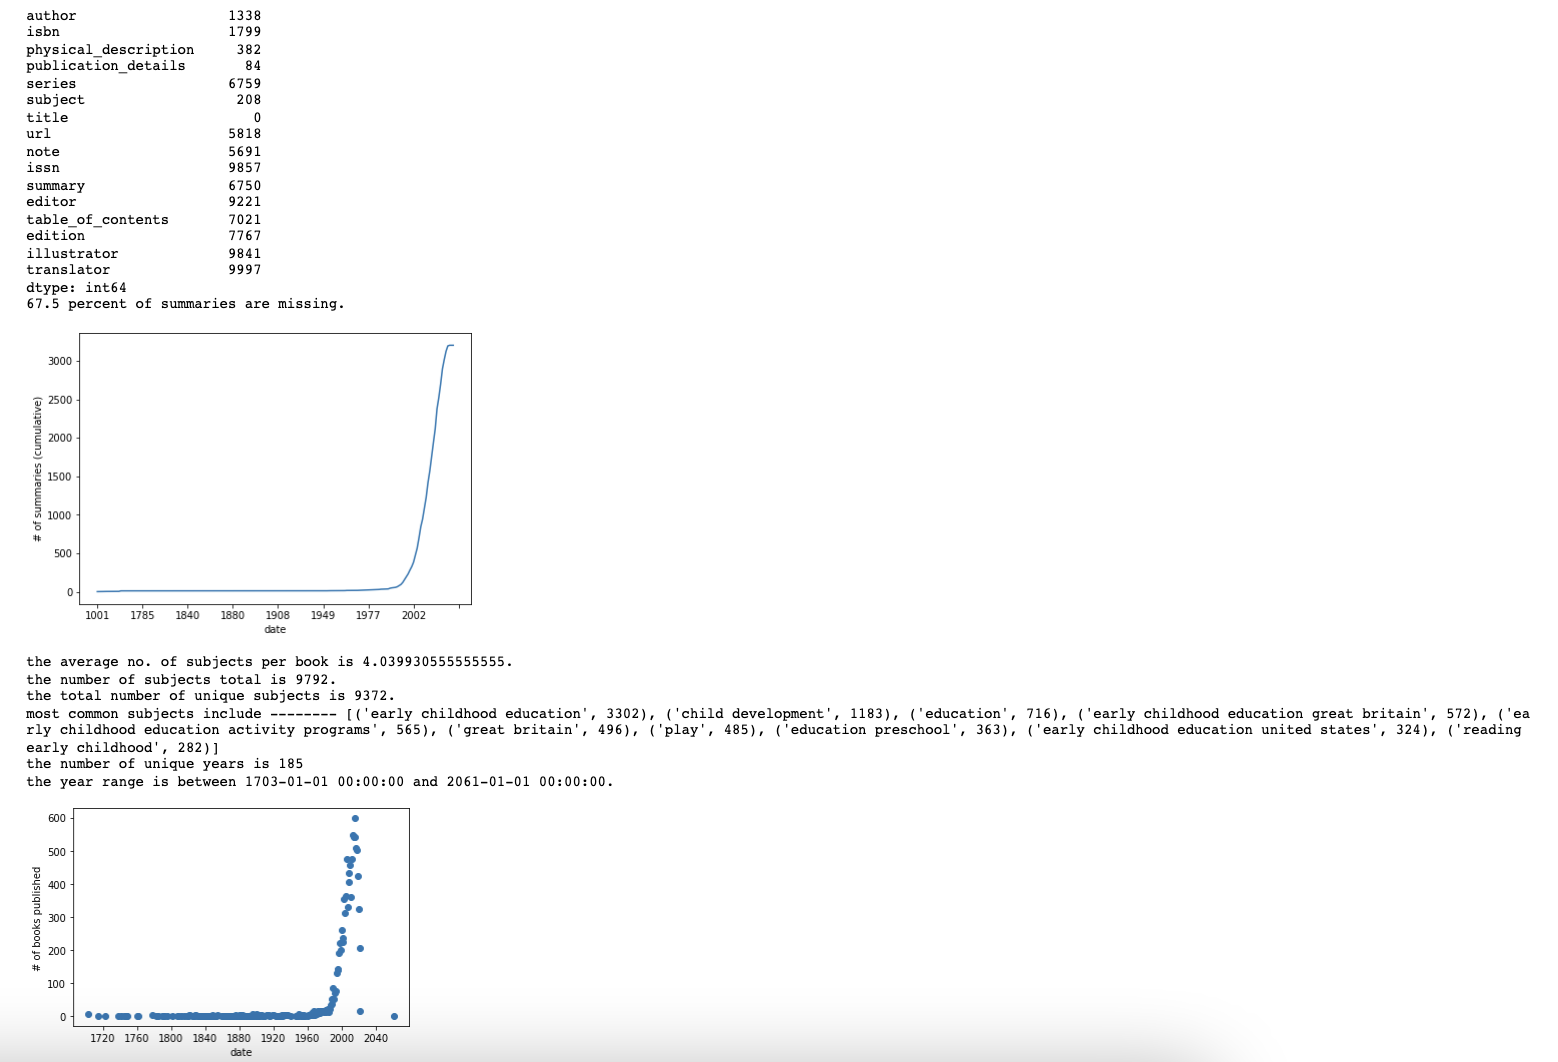 author 1338
isbn 1799
physical_description 382
publication_details 84
series 6759
subject 208
title 0
url 5818
note 5691
issn 9857
summary 6750
editor 9221
table_of_contents 7021
edition 7767
illustrator 9841
translator 9997
dtype: int64
67.5 percent of summaries are missing.
3000
2500
2000
1500
1000
500
0
# of summaries (cumulative)
1001 1785 1840 1880 1908 1949 1977 2002
date
the average no. of subjects per book is 4.039930555555555.
the number of subjects total is 9792.
the total number of unique subjects is 9372.
most common subjects include -------- [('early childhood education', 3302), ('child development', 1183), ('education', 716), ('early childhood education great britain', 572), ('ea
rly childhood education activity programs', 565), ('great britain', 496), ('play', 485), ('education preschool', 363), ('early childhood education united states', 324), ('reading
early childhood', 282)]
the number of unique years is 185
the year range is between 1703-01-01 00:00:00 and 2061-01-01 00:00:00.
600
500
400
300
200
100
0
# of books published
1720 1760 1800 1840 1880 1920 1960 2000 2040
date